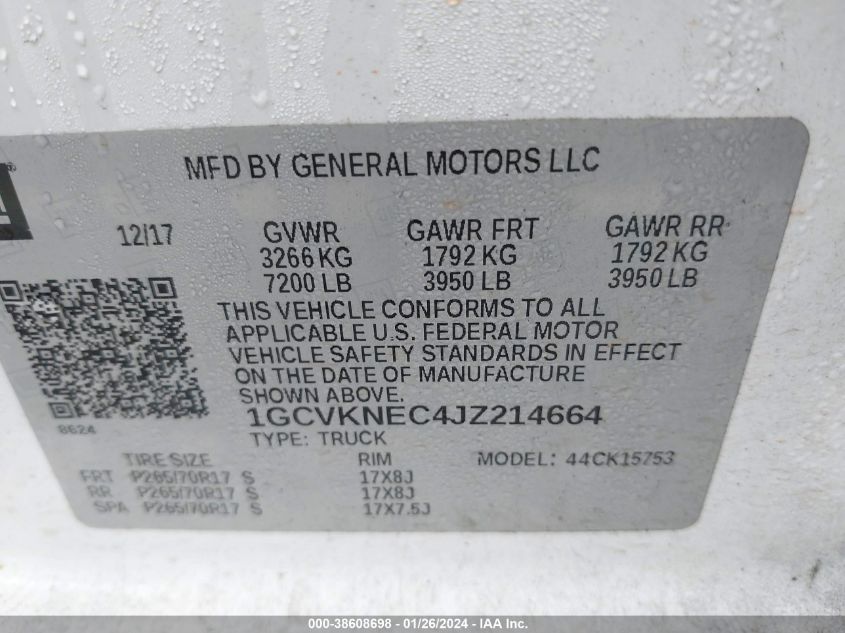 MFD BY GENERAL MOTORS LLC
12/17 GVWR GAWR FRT GAWR RR
3266 KG 1792 KG 1792 KG
7200 LB 3950 LB 3950 LB
THIS VEHICLE CONFORMS TO ALL
APPLICABLE U.S. FEDERAL MOTOR
VEHICLE SAFETY STANDARDS IN EFFECT
ON THE DATE OF MANUFACTURE
SHOWN ABOVE.
1GCVKNEC4JZ214664
8624
TYPE: TRUCK
TIRE SIZE RIM MODEL: 44CK15753
FRT P265/70R17 S 17X8J
RR P265/70R17 S 17X8J
SPA P265/70R17 S 17X7.5J
000-38608698 - 01/26/2024 - IAA Inc.